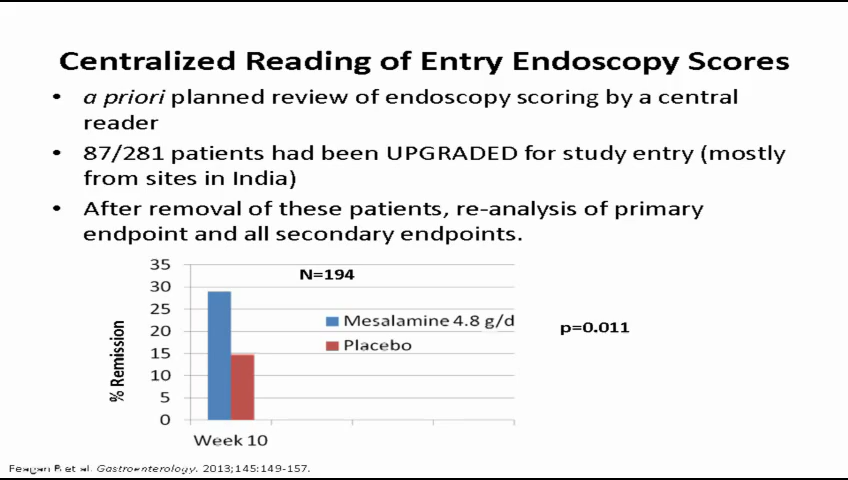 Centralized Reading of Entry Endoscopy Scores
• a priori planned review of endoscopy scoring by a central
reader
• 87/281 patients had been UPGRADED for study entry (mostly
from sites in India)
• After removal of these patients, re-analysis of primary
endpoint and all secondary endpoints.
35
30
25
20
15
10
5
0
% Remission
N=194
Mesalamine 4.8 g/d
Placebo
p=0.011
Week 10
Feagan B et al. Gastroenterology. 2013;145:149-157.